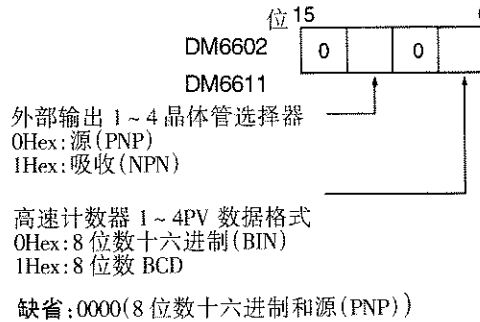 位 15
DM6602 0 0
DM6611
外部输出 1~4 晶体管选择器
0Hex:源(PNP)
1Hex:吸收(NPN)
高速计数器 1~4PV 数据格式
0Hex:8 位数十六进制(BIN)
1Hex:8 位数 BCD
缺省:0000(8 位数十六进制和源(PNP))